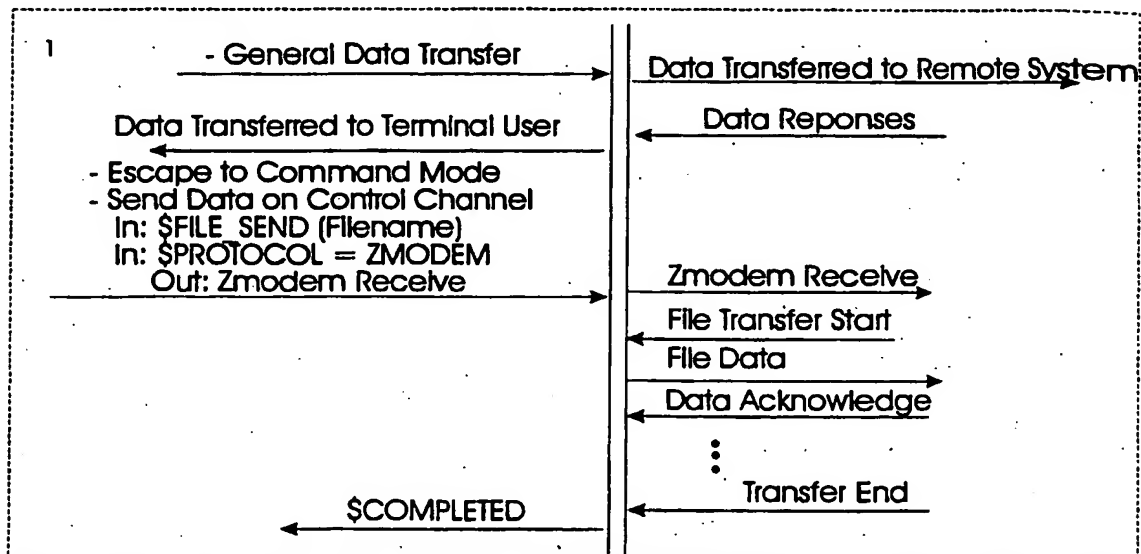 1
- General Data Transfer
Data Transferred to Remote System
Data Transferred to Terminal User
Data Reponses
- Escape to Command Mode
- Send Data on Control Channel
In: $FILE_SEND (Filename)
In: $PROTOCOL = ZMODEM
Out: Zmodem Receive
Zmodem Receive
File Transfer Start
File Data
Data Acknowledge
Transfer End
$COMPLETED